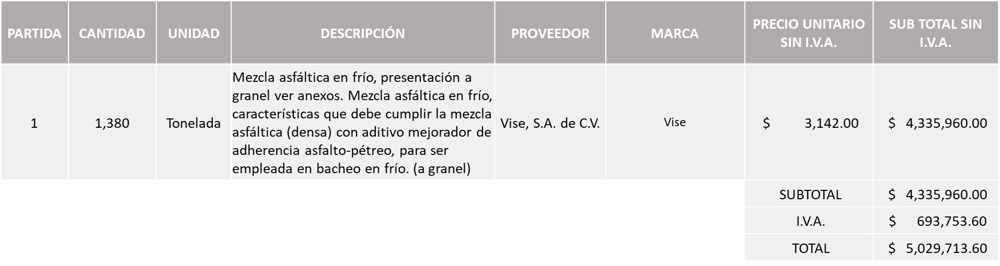 PARTIDA CANTIDAD UNIDAD DESCRIPCIÓN PROVEEDOR MARCA PRECIO UNITARIO SIN I.V.A. SUB TOTAL SIN I.V.A.
Mezcla asfáltica en frío, presentación a
granel ver anexos. Mezcla asfáltica en frío,
características que debe cumplir la mezcla
1 1,380 Tonelada asfáltica (densa) con aditivo mejorador de Vise, S.A. de C.V. Vise $ 3,142.00 $ 4,335,960.00
adherencia asfalto-pétreo, para ser
empleada en bacheo en frío. (a granel)
SUBTOTAL $ 4,335,960.00
I.V.A. $ 693,753.60
TOTAL $ 5,029,713.60